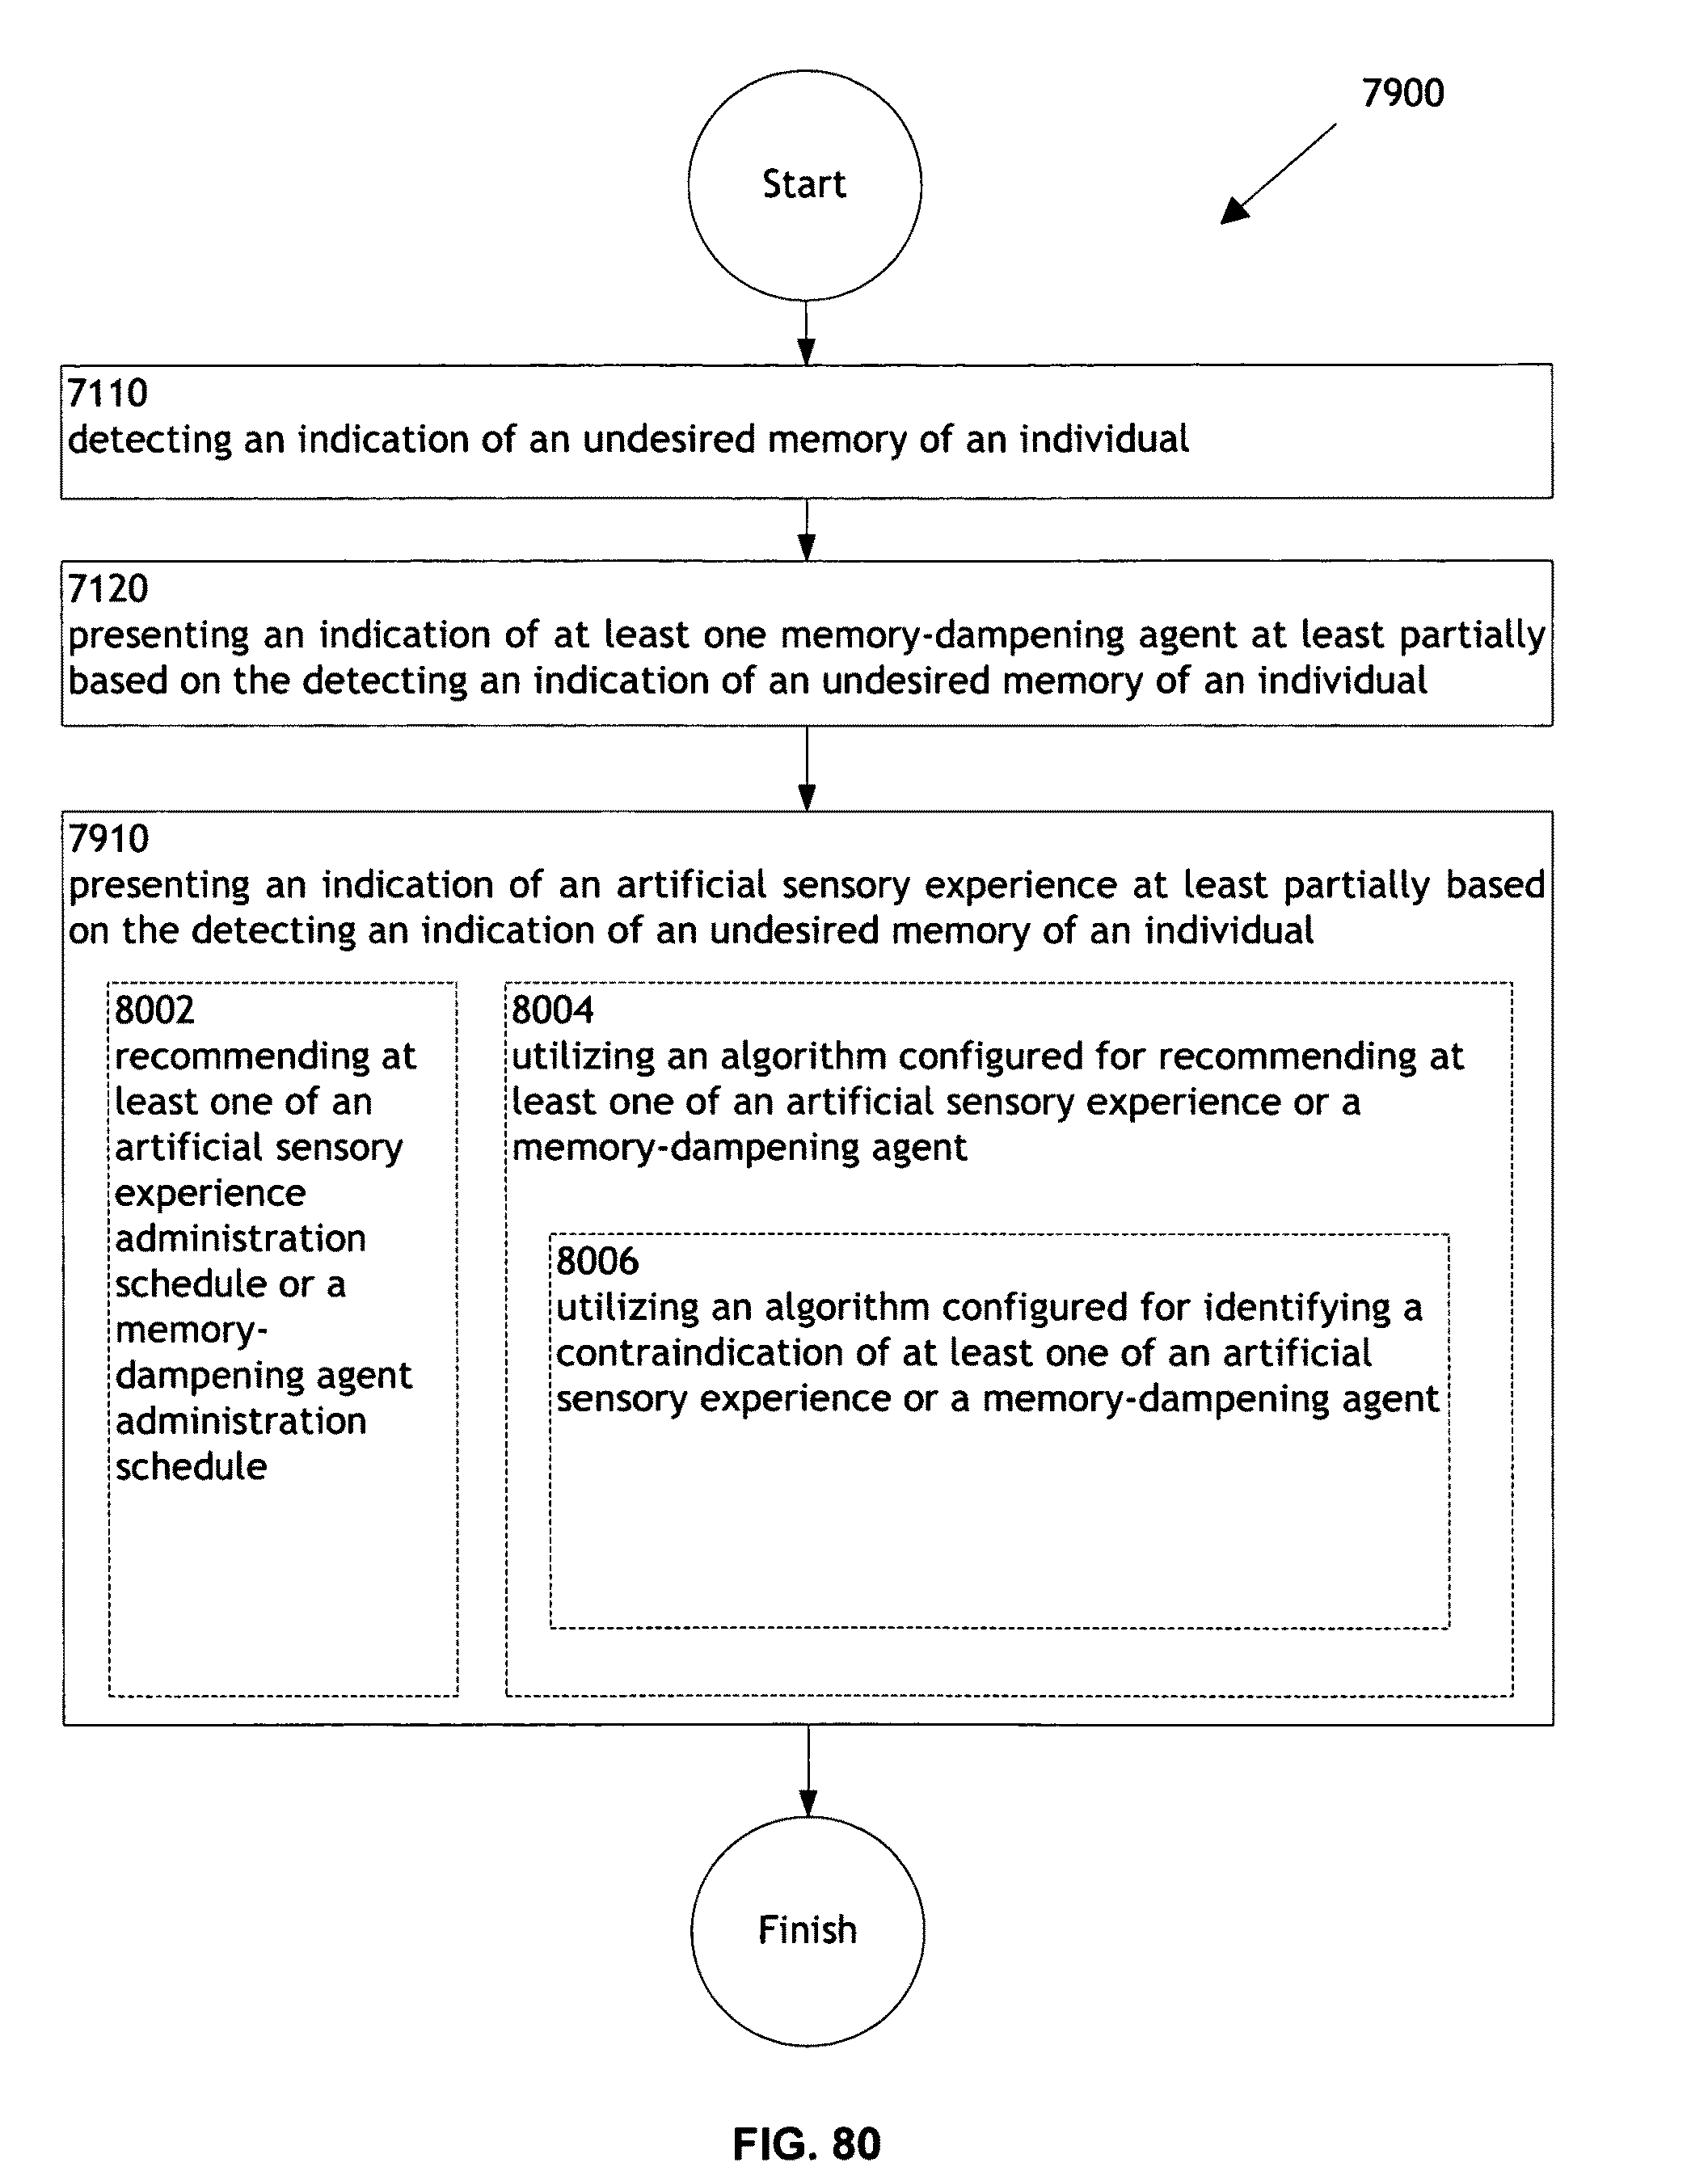 7900
Start
7110
detecting an indication of an undesired memory of an individual
7120
presenting an indication of at least one memory-dampening agent at least partially
based on the detecting an indication of an undesired memory of an individual
7910
presenting an indication of an artificial sensory experience at least partially based
on the detecting an indication of an undesired memory of an individual
8002
recommending at
least one of an
artificial sensory
experience
administration
schedule or a
memory-
dampening agent
administration
schedule
8004
utilizing an algorithm configured for recommending at
least one of an artificial sensory experience or a
memory-dampening agent
8006
utilizing an algorithm configured for identifying a
contraindication of at least one of an artificial
sensory experience or a memory-dampening agent
Finish
FIG. 80